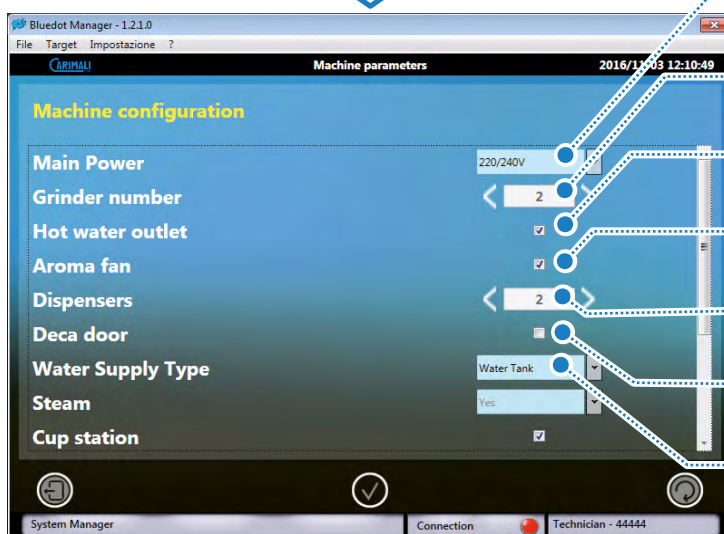 Bluedot Manager - 1.2.1.0
File Target Impostazione ?
CARIMALI Machine parameters 2016/11/03 12:10:49
Machine configuration
Main Power 220/240V
Grinder number 2
Hot water outlet
Aroma fan
Dispensers 2
Deca door
Water Supply Type Water Tank
Steam Yes
Cup station
System Manager Connection Technician - 44444